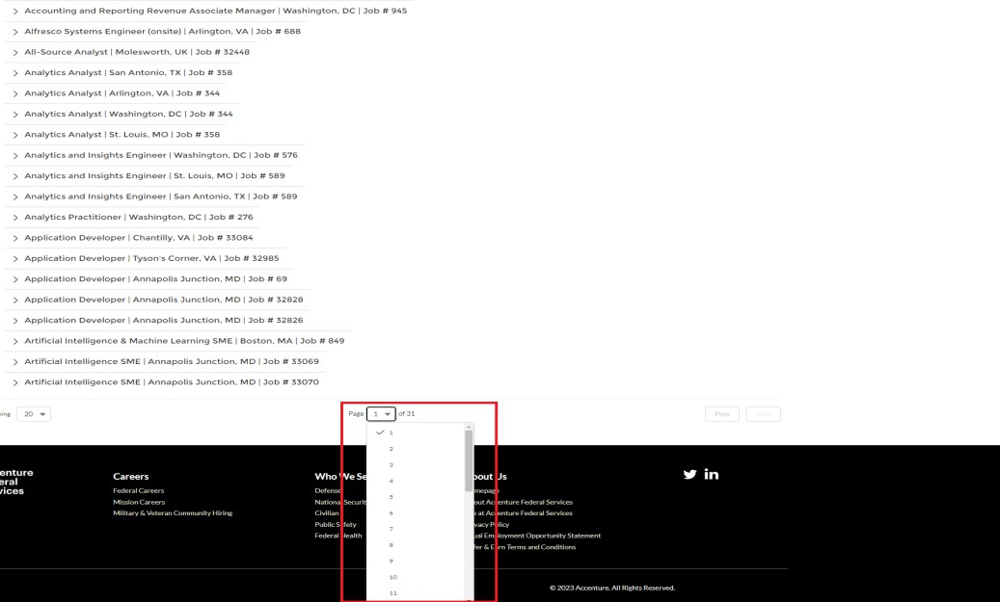 Accounting and Reporting Revenue Associate Manager | Washington, DC | Job # 945
Alfresco Systems Engineer (onsite) | Arlington, VA | Job # 688
All-Source Analyst | Molesworth, UK | Job # 32448
Analytics Analyst | San Antonio, TX | Job # 358
Analytics Analyst | Arlington, VA | Job # 344
Analytics Analyst | Washington, DC | Job # 344
Analytics Analyst | St. Louis, MO | Job # 358
Analytics and Insights Engineer | Washington, DC | Job # 576
Analytics and Insights Engineer | St. Louis, MO | Job # 589
Analytics and Insights Engineer | San Antonio, TX | Job # 589
Analytics Practitioner | Washington, DC | Job # 276
Application Developer | Chantilly, VA | Job # 33084
Application Developer | Tyson's Corner, VA | Job # 32985
Application Developer | Annapolis Junction, MD | Job # 69
Application Developer | Annapolis Junction, MD | Job # 32828
Application Developer | Annapolis Junction, MD | Job # 32826
Artificial Intelligence & Machine Learning SME | Boston, MA | Job # 849
Artificial Intelligence SME | Annapolis Junction, MD | Job # 33069
Artificial Intelligence SME | Annapolis Junction, MD | Job # 33070
ving 20 Page 1 of 31 Prev Next
1
2
3
4
5
6
7
8
9
10
11
enture
eral
vices
Careers
Federal Careers
Mission Careers
Military & Veteran Community Hiring
Who We Se
Defense
National Securit
Civilian
Public Safety
Federal Health
bout Us
mepage
out Accenture Federal Services
e at Accenture Federal Services
vacy Policy
ual Employment Opportunity Statement
fer & Earn Terms and Conditions
in
© 2023 Accenture. All Rights Reserved.